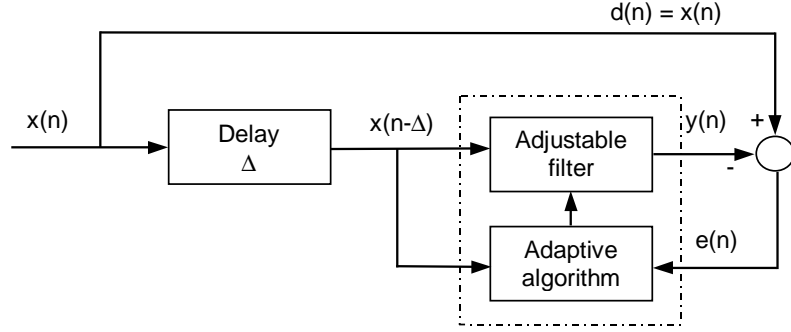 d(n) = x(n)
x(n)
Delay
Δ
x(n-Δ)
Adjustable
filter
y(n)
+
-
Adaptive
algorithm
e(n)